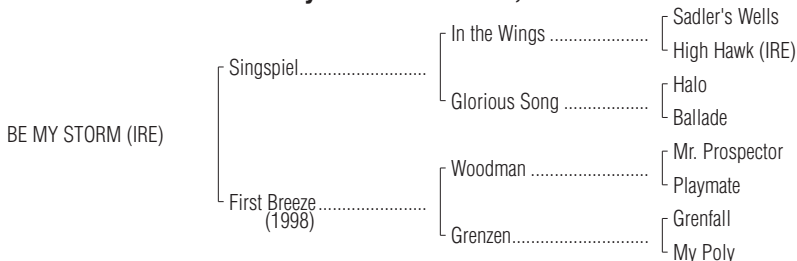 Sadler's Wells
In the Wings ....................
High Hawk (IRE)
Singspiel..........................
Halo
Glorious Song .................
Ballade
BE MY STORM (IRE)
Mr. Prospector
Woodman .......................
Playmate
First Breeze......................
(1998)
Grenfall
Grenzen...........................
My Poly